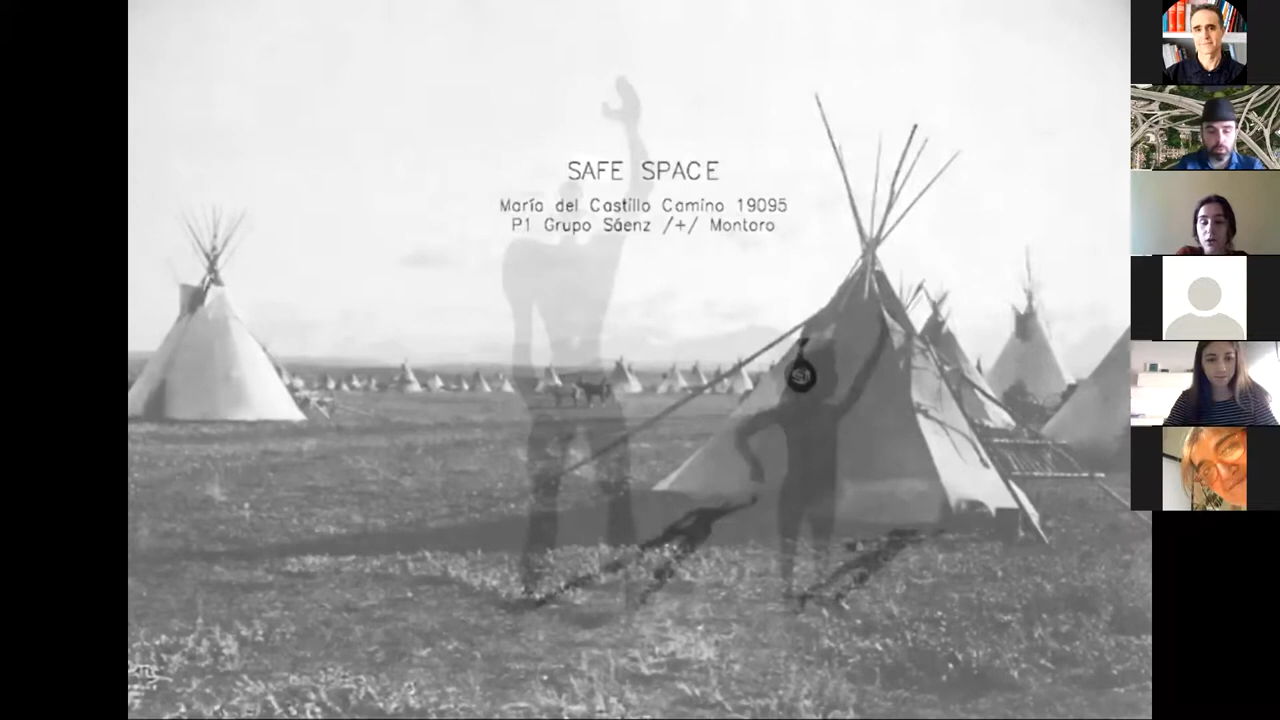 SAFE SPACE
María del Castillo Camino 19095
P1 Grupo Sáenz /+/ Montoro